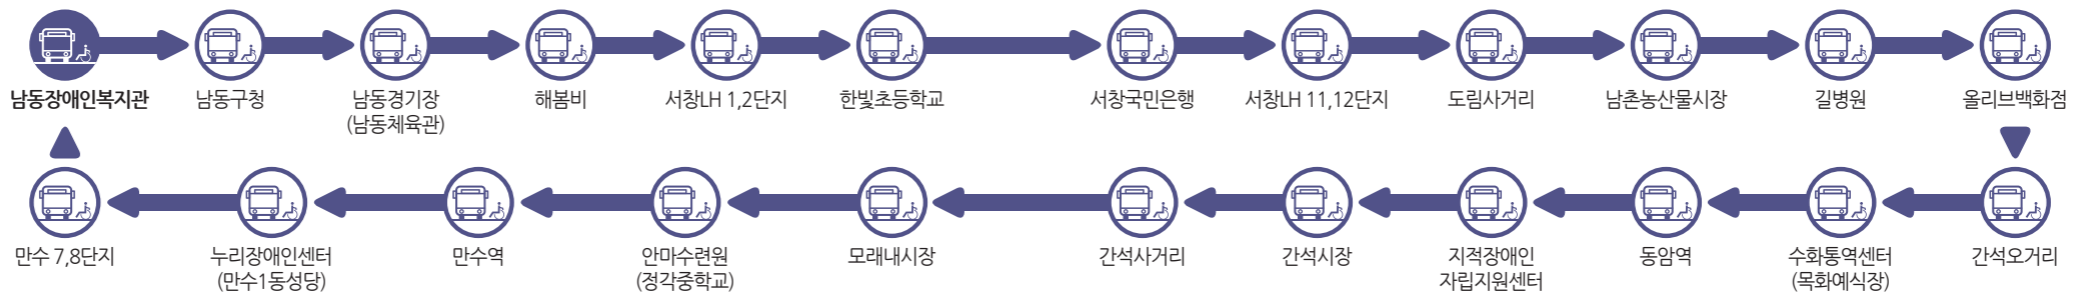 남동장애인복지관
남동구청
남동경기장
(남동체육관)
해봄비
서창LH 1,2단지
한빛초등학교
서창국민은행
서창LH 11,12단지
도림사거리
남촌농산물시장
길병원
올리브백화점
만수 7,8단지
누리장애인센터
(만수1동성당)
만수역
안마수련원
(정각중학교)
모래내시장
간석사거리
간석시장
지적장애인
자립지원센터
동암역
수화통역센터
(목화예식장)
간석오거리